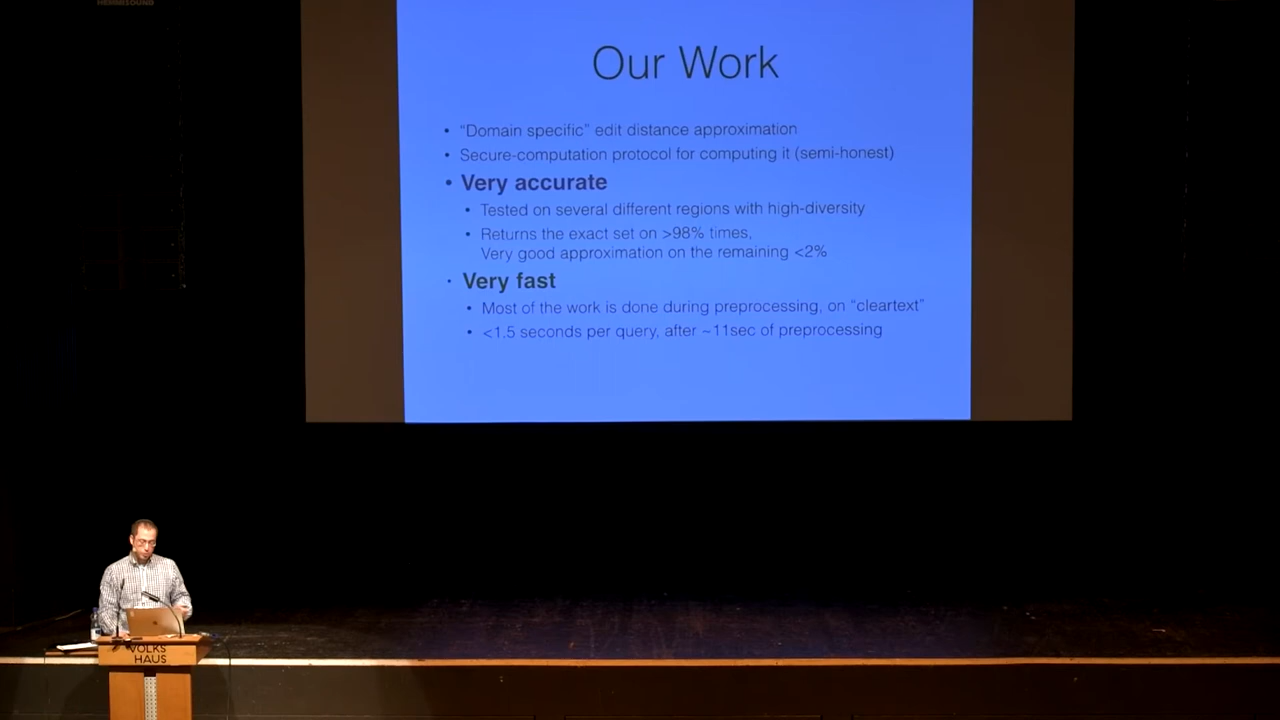 HEMMESOUND
Our Work
• "Domain specific" edit distance approximation
• Secure-computation protocol for computing it (semi-honest)
• Very accurate
• Tested on several different regions with high-diversity
• Returns the exact set on >98% times,
Very good approximation on the remaining <2%
• Very fast
• Most of the work is done during preprocessing, on "cleartext"
• <1.5 seconds per query, after ~11sec of preprocessing
VOLKS
HAUS